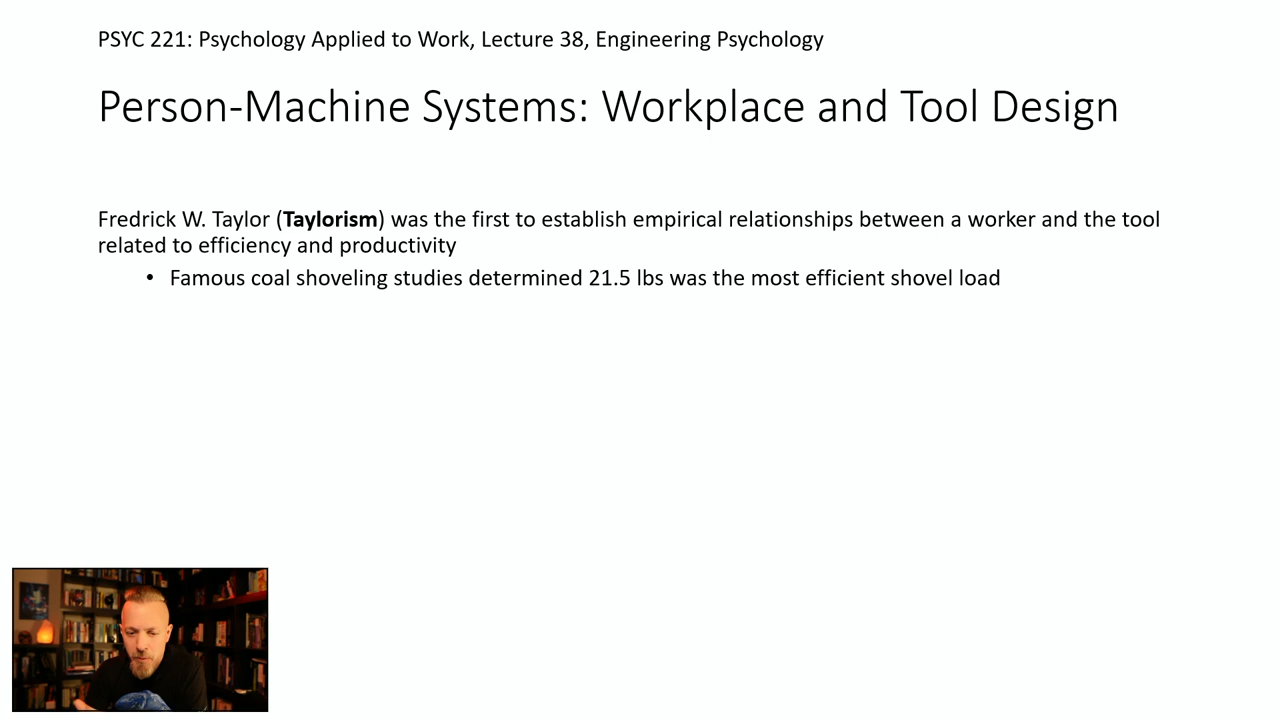 PSYC 221: Psychology Applied to Work, Lecture 38, Engineering Psychology
Person-Machine Systems: Workplace and Tool Design
Fredrick W. Taylor (Taylorism) was the first to establish empirical relationships between a worker and the tool
related to efficiency and productivity
• Famous coal shoveling studies determined 21.5 lbs was the most efficient shovel load